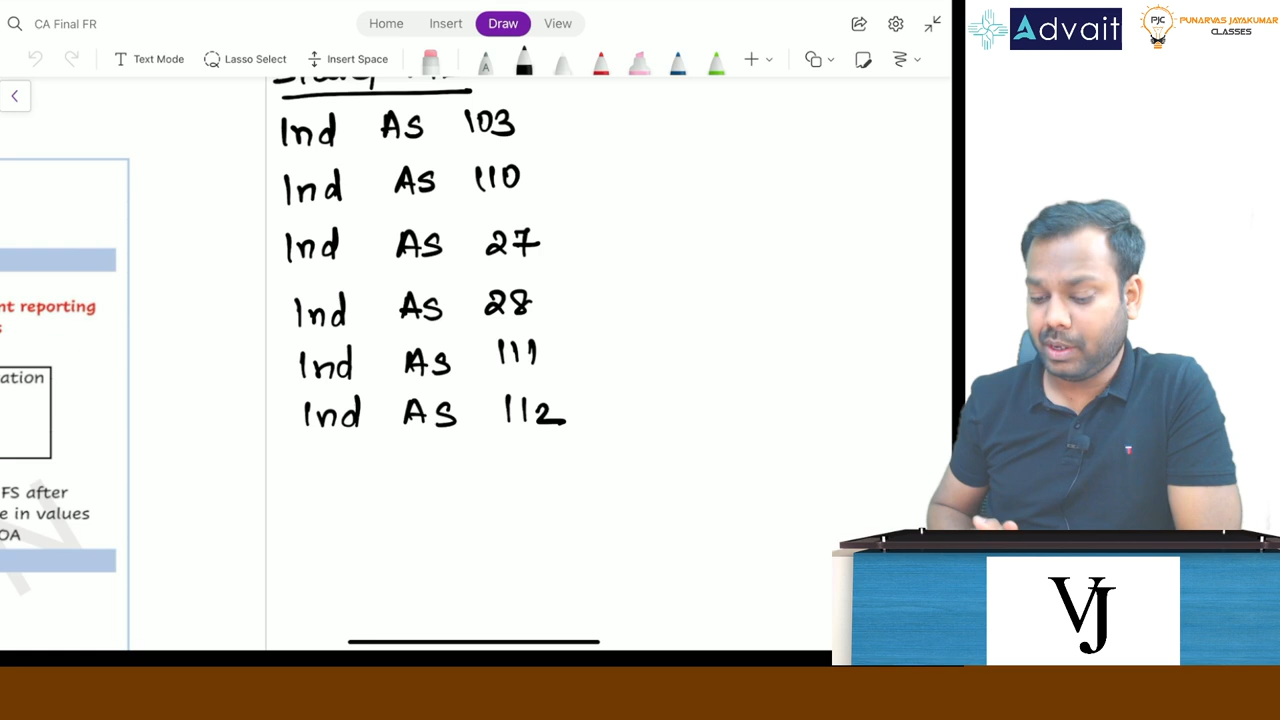 CA Final FR
Home Insert Draw View
Advait
PJC
PUNARVAS JAYAKUMAR
CLASSES
Text Mode Lasso Select Insert Space
Ind AS 103
Ind AS 110
Ind AS 27
Ind AS 28
Ind AS 111
Ind AS 112
nt reporting
s
ation
FS after
e in values
OA
N
VJ